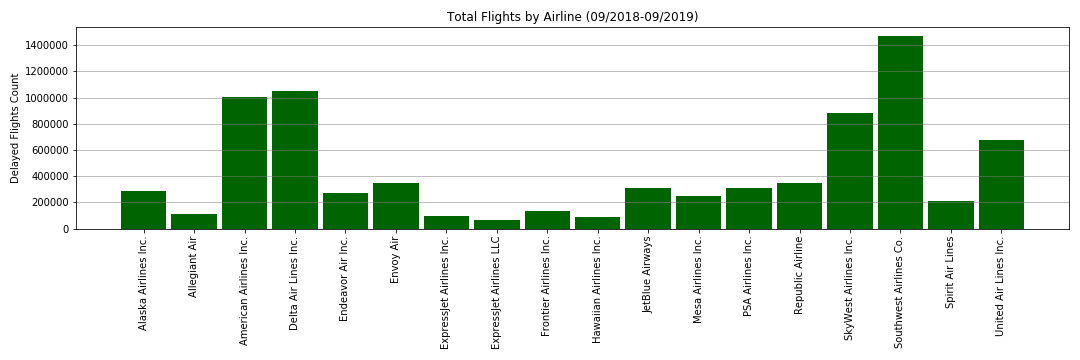 Total Flights by Airline (09/2018-09/2019)
Delayed Flights Count
1400000
1200000
1000000
800000
600000
400000
200000
0
Alaska Airlines Inc.
Allegiant Air
American Airlines Inc.
Delta Air Lines Inc.
Endeavor Air Inc.
Envoy Air
ExpressJet Airlines Inc.
ExpressJet Airlines LLC
Frontier Airlines Inc.
Hawaiian Airlines Inc.
JetBlue Airways
Mesa Airlines Inc.
PSA Airlines Inc.
Republic Airline
SkyWest Airlines Inc.
Southwest Airlines Co.
Spirit Air Lines
United Air Lines Inc.